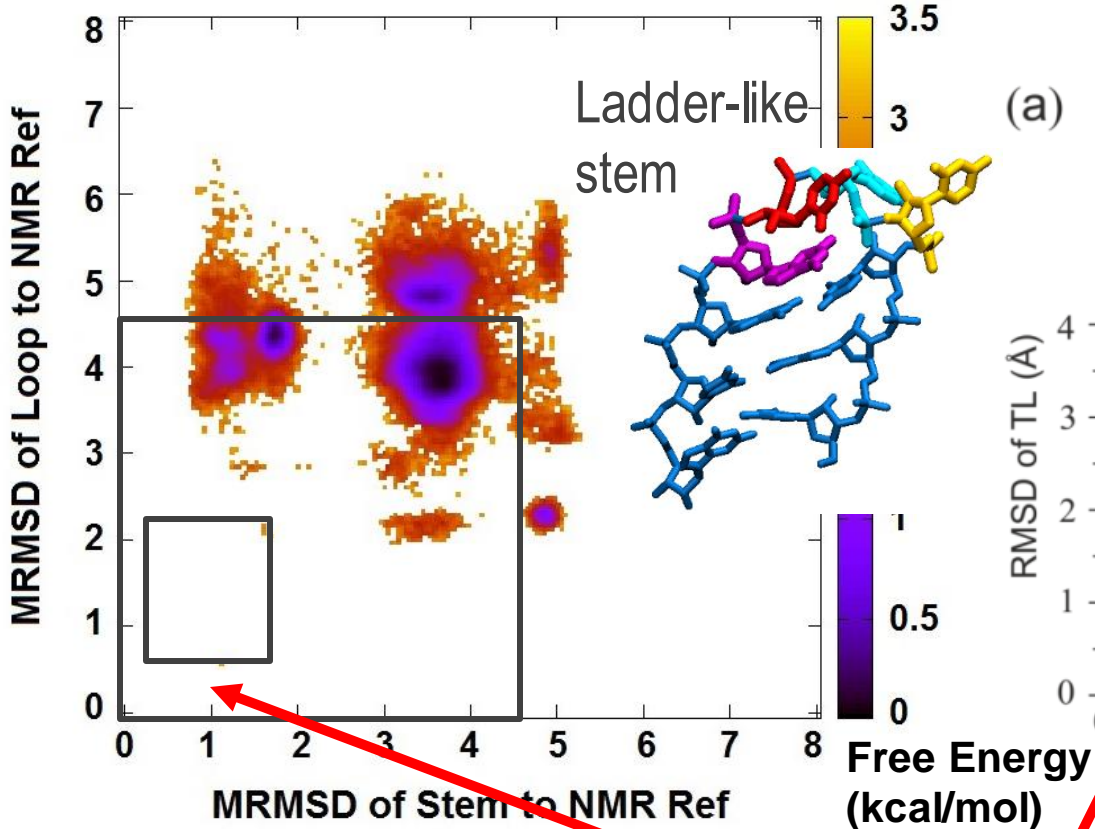 MRMSD of Loop to NMR Ref
8
7
6
5
4
3
2
1
0
0 1 2 3 4 5 6 7 8
MRMSD of Stem to NMR Ref
Ladder-like
stem
3.5
3
1
0.5
0
Free Energy
(kcal/mol)
(a)
RMSD of TL (Å)
4
3
2
1
0